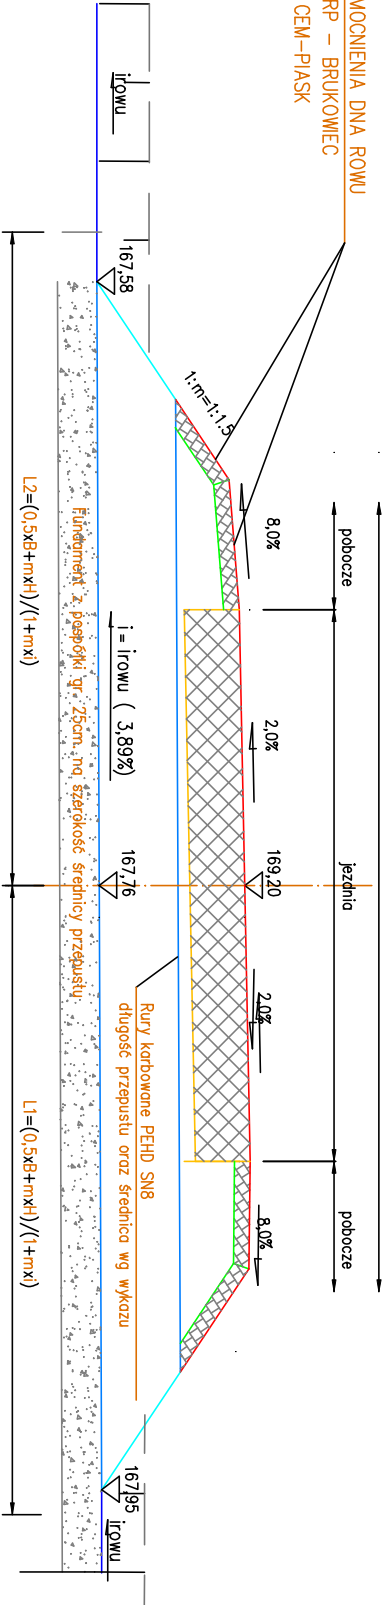 MOCNIENIA DNA ROWU
RP - BRUKOWIEC
CEM-PIASK
pobocze
jezdnia
pobocze
8,0%
2,0%
169,20
2,0%
8,0%
1:m=1:1.5
irowu
167,58
i = irowu ( 3,89%)
167,76
Rury karbowane PEHD SN8
długość przepustu oraz średnica wg wykazu
167,95
irowu
Fundament z pospółki gr. 25cm. na szerokość średnicy przepustu
L2=(0,5xB+mxH)/(1+mxi)
L1=(0,5xB+mxH)/(1+mxi)